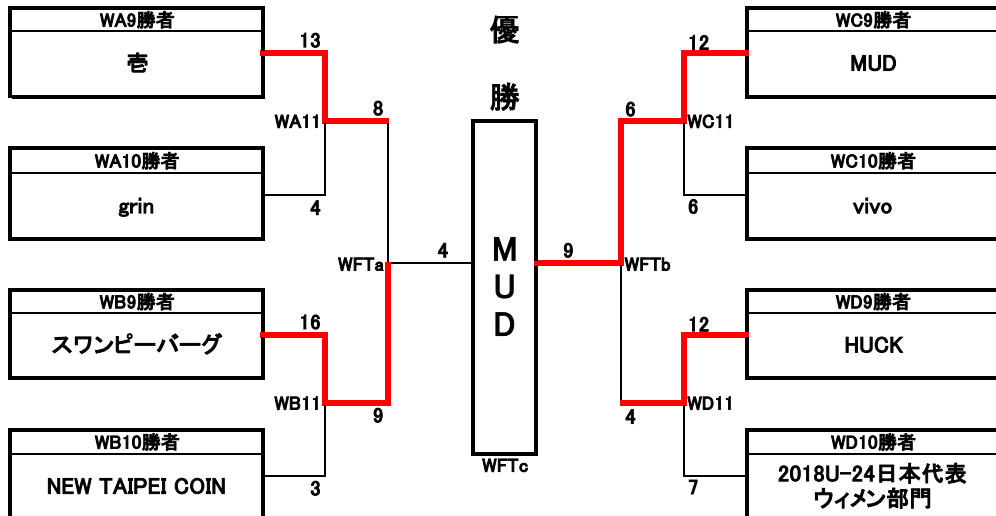 優
勝
WA9勝者
壱
13
WA11
8
WA10勝者
grin
4
WFTa
4
WB9勝者
スワンピーバーグ
16
WB11
9
WB10勝者
NEW TAIPEI COIN
3
M
U
D
WFTc
WC9勝者
MUD
12
6
WC11
WC10勝者
vivo
6
9
WFTb
WD9勝者
HUCK
12
4
WD11
WD10勝者
2018U-24日本代表
ウィメン部門
7